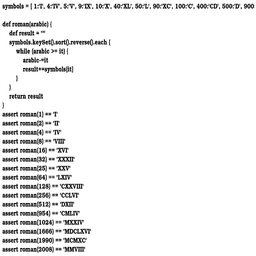 symbols = [ 1:'I', 4:'IV', 5:'V', 9:'IX', 10:'X', 40:'XL', 50:'L', 90:'XC', 100:'C', 400:'CD', 500:'D', 900
def roman(arabic) {
def result = ""
symbols.keySet().sort().reverse().each {
while (arabic >= it) {
arabic-=it
result+=symbols[it]
}
}
return result
}
assert roman(1) == 'I'
assert roman(2) == 'II'
assert roman(4) == 'IV'
assert roman(8) == 'VIII'
assert roman(16) == 'XVI'
assert roman(32) == 'XXXII'
assert roman(25) == 'XXV'
assert roman(64) == 'LXIV'
assert roman(128) == 'CXXVIII'
assert roman(256) == 'CCLVI'
assert roman(512) == 'DXII'
assert roman(954) == 'CMLIV'
assert roman(1024) == 'MXXIV'
assert roman(1666) == 'MDCLXVI'
assert roman(1990) == 'MCMXC'
assert roman(2008) == 'MMVIII'